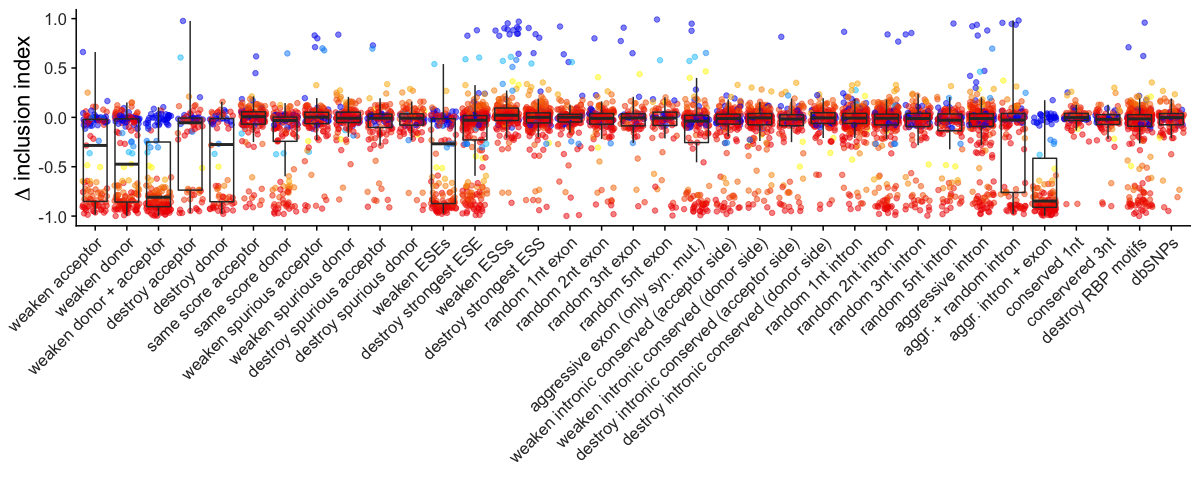 Δ inclusion index
1.0
0.5
0.0
-0.5
-1.0
weaken acceptor
weaken donor
weaken donor + acceptor
destroy acceptor
destroy donor
same score acceptor
same score donor
weaken spurious acceptor
weaken spurious donor
destroy spurious acceptor
destroy spurious donor
weaken ESEs
destroy strongest ESE
weaken ESSs
destroy strongest ESS
random 1nt exon
random 2nt exon
random 3nt exon
random 5nt exon
aggressive exon (only syn. mut.)
weaken intronic conserved (acceptor side)
weaken intronic conserved (donor side)
destroy intronic conserved (acceptor side)
destroy intronic conserved (donor side)
random 1nt intron
random 2nt intron
random 3nt intron
random 5nt intron
aggressive intron
aggr. + random intron
aggr. intron + exon
conserved 1nt
conserved 3nt
destroy RBP motifs
dbSNPs